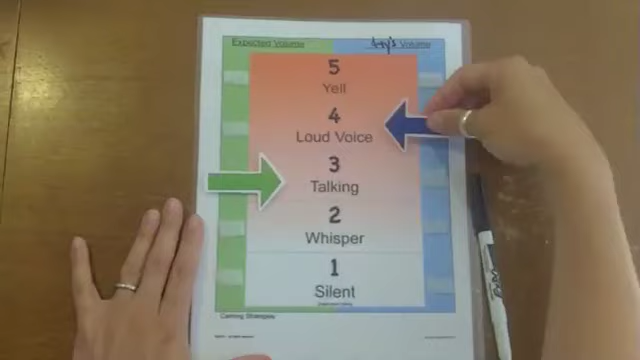 Expected Volume
Volume
5
Yell
4
Loud Voice
3
Talking
2
Whisper
1
Silent
Calming Strategies